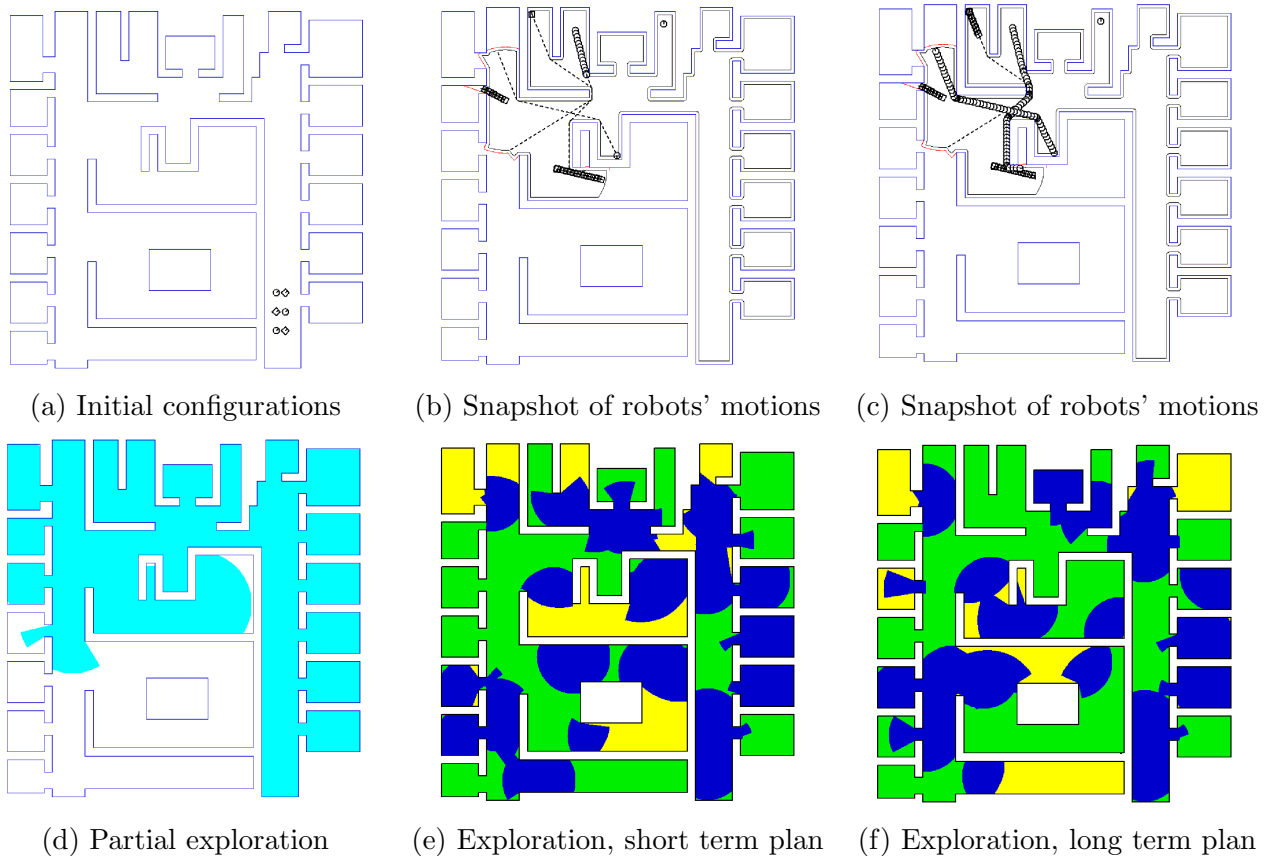 (a) Initial configurations
(b) Snapshot of robots' motions
(c) Snapshot of robots' motions
(d) Partial exploration
(e) Exploration, short term plan
(f) Exploration, long term plan